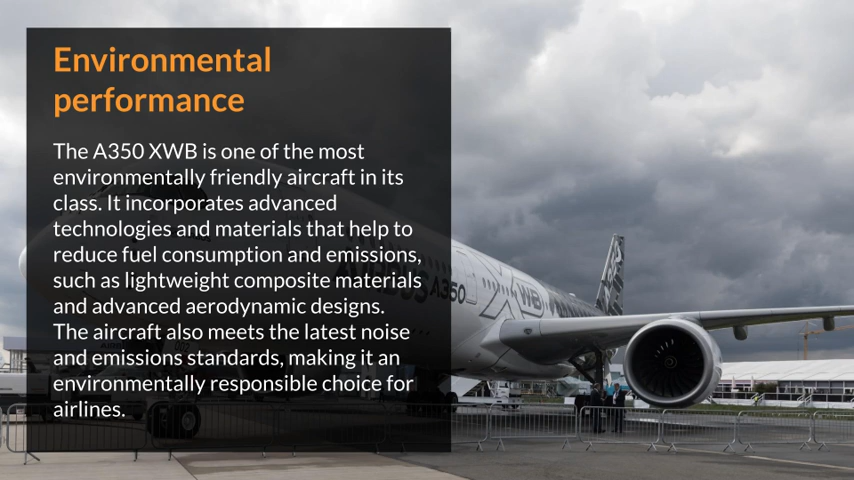 Environmental
performance
The A350 XWB is one of the most
environmentally friendly aircraft in its
class. It incorporates advanced
technologies and materials that help to
reduce fuel consumption and emissions,
such as lightweight composite materials
and advanced aerodynamic designs.
The aircraft also meets the latest noise
and emissions standards, making it an
environmentally responsible choice for
airlines.
AIRBUS A350
XWB